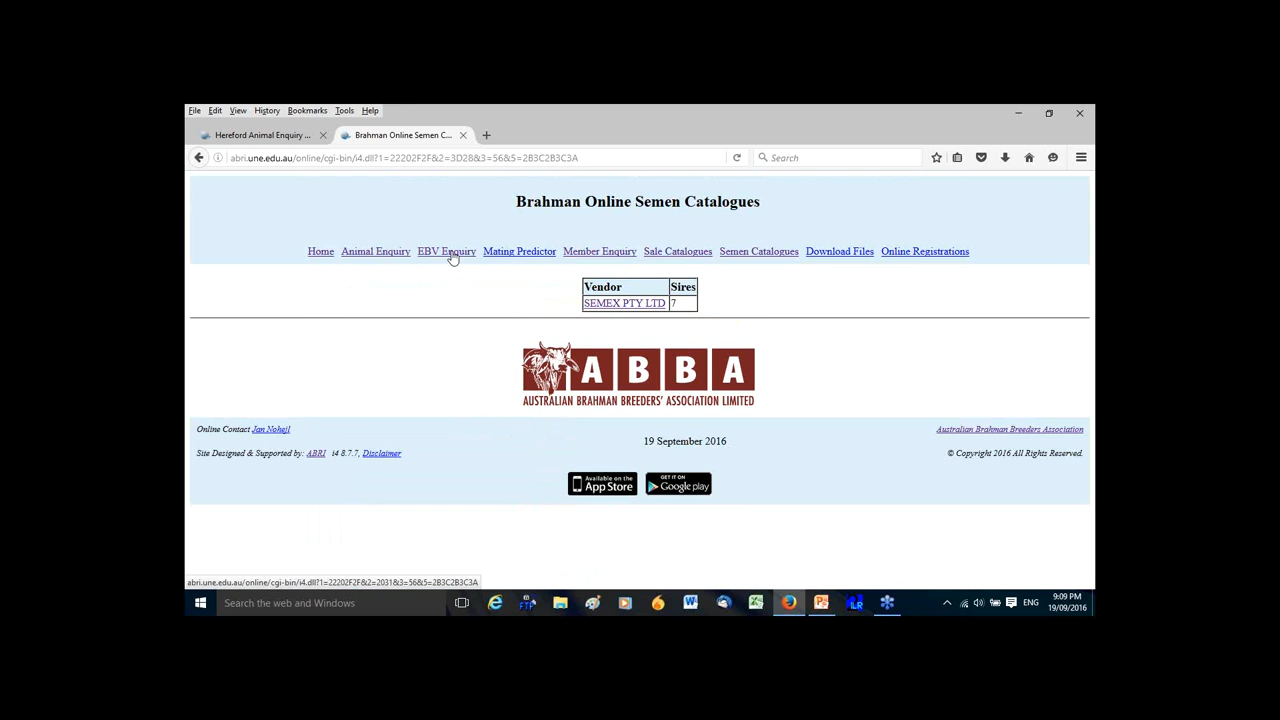 File Edit View History Bookmarks Tools Help
Hereford Animal Enquiry ...
Brahman Online Semen C...
abri.une.edu.au/online/cgi-bin/i4.dll?1=22202F2F&2=3D28&3=56&5=2B3C2B3C3A
Search
Brahman Online Semen Catalogues
Home Animal Enquiry EBV Enquiry Mating Predictor Member Enquiry Sale Catalogues Semen Catalogues Download Files Online Registrations
Vendor Sires
SEMEX PTY LTD 7
ABBA
AUSTRALIAN BRAHMAN BREEDERS' ASSOCIATION LIMITED
Online Contact Jan Nohejl
19 September 2016
Australian Brahman Breeders Association
Site Designed & Supported by: ABRI i4 8.7.7, Disclaimer
© Copyright 2016 All Rights Reserved.
Available on the App Store
GET IT ON Google play
abri.une.edu.au/online/cgi-bin/i4.dll?1=22202F2F&2=2031&3=56&5=2B3C2B3C3A
Search the web and Windows
FTP
ILR
ENG
9:09 PM
19/09/2016